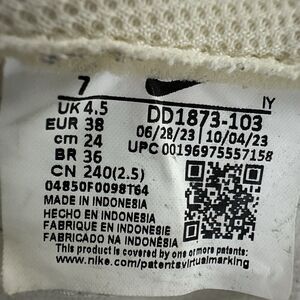 7
IY
UK 4.5
EUR 38
cm 24
BR 36
CN 240(2.5)
DD1873-103
06/28/23 | 10/04/23
UPC 00196975557158
04850F0098T64
MADE IN INDONESIA
HECHO EN INDONESIA
FABRIQUE EN INDONESIE
FABRICADO NA INDONÉSIA
This product is covered by one or more patents:
www.nike.com/patentsvirtualmarking